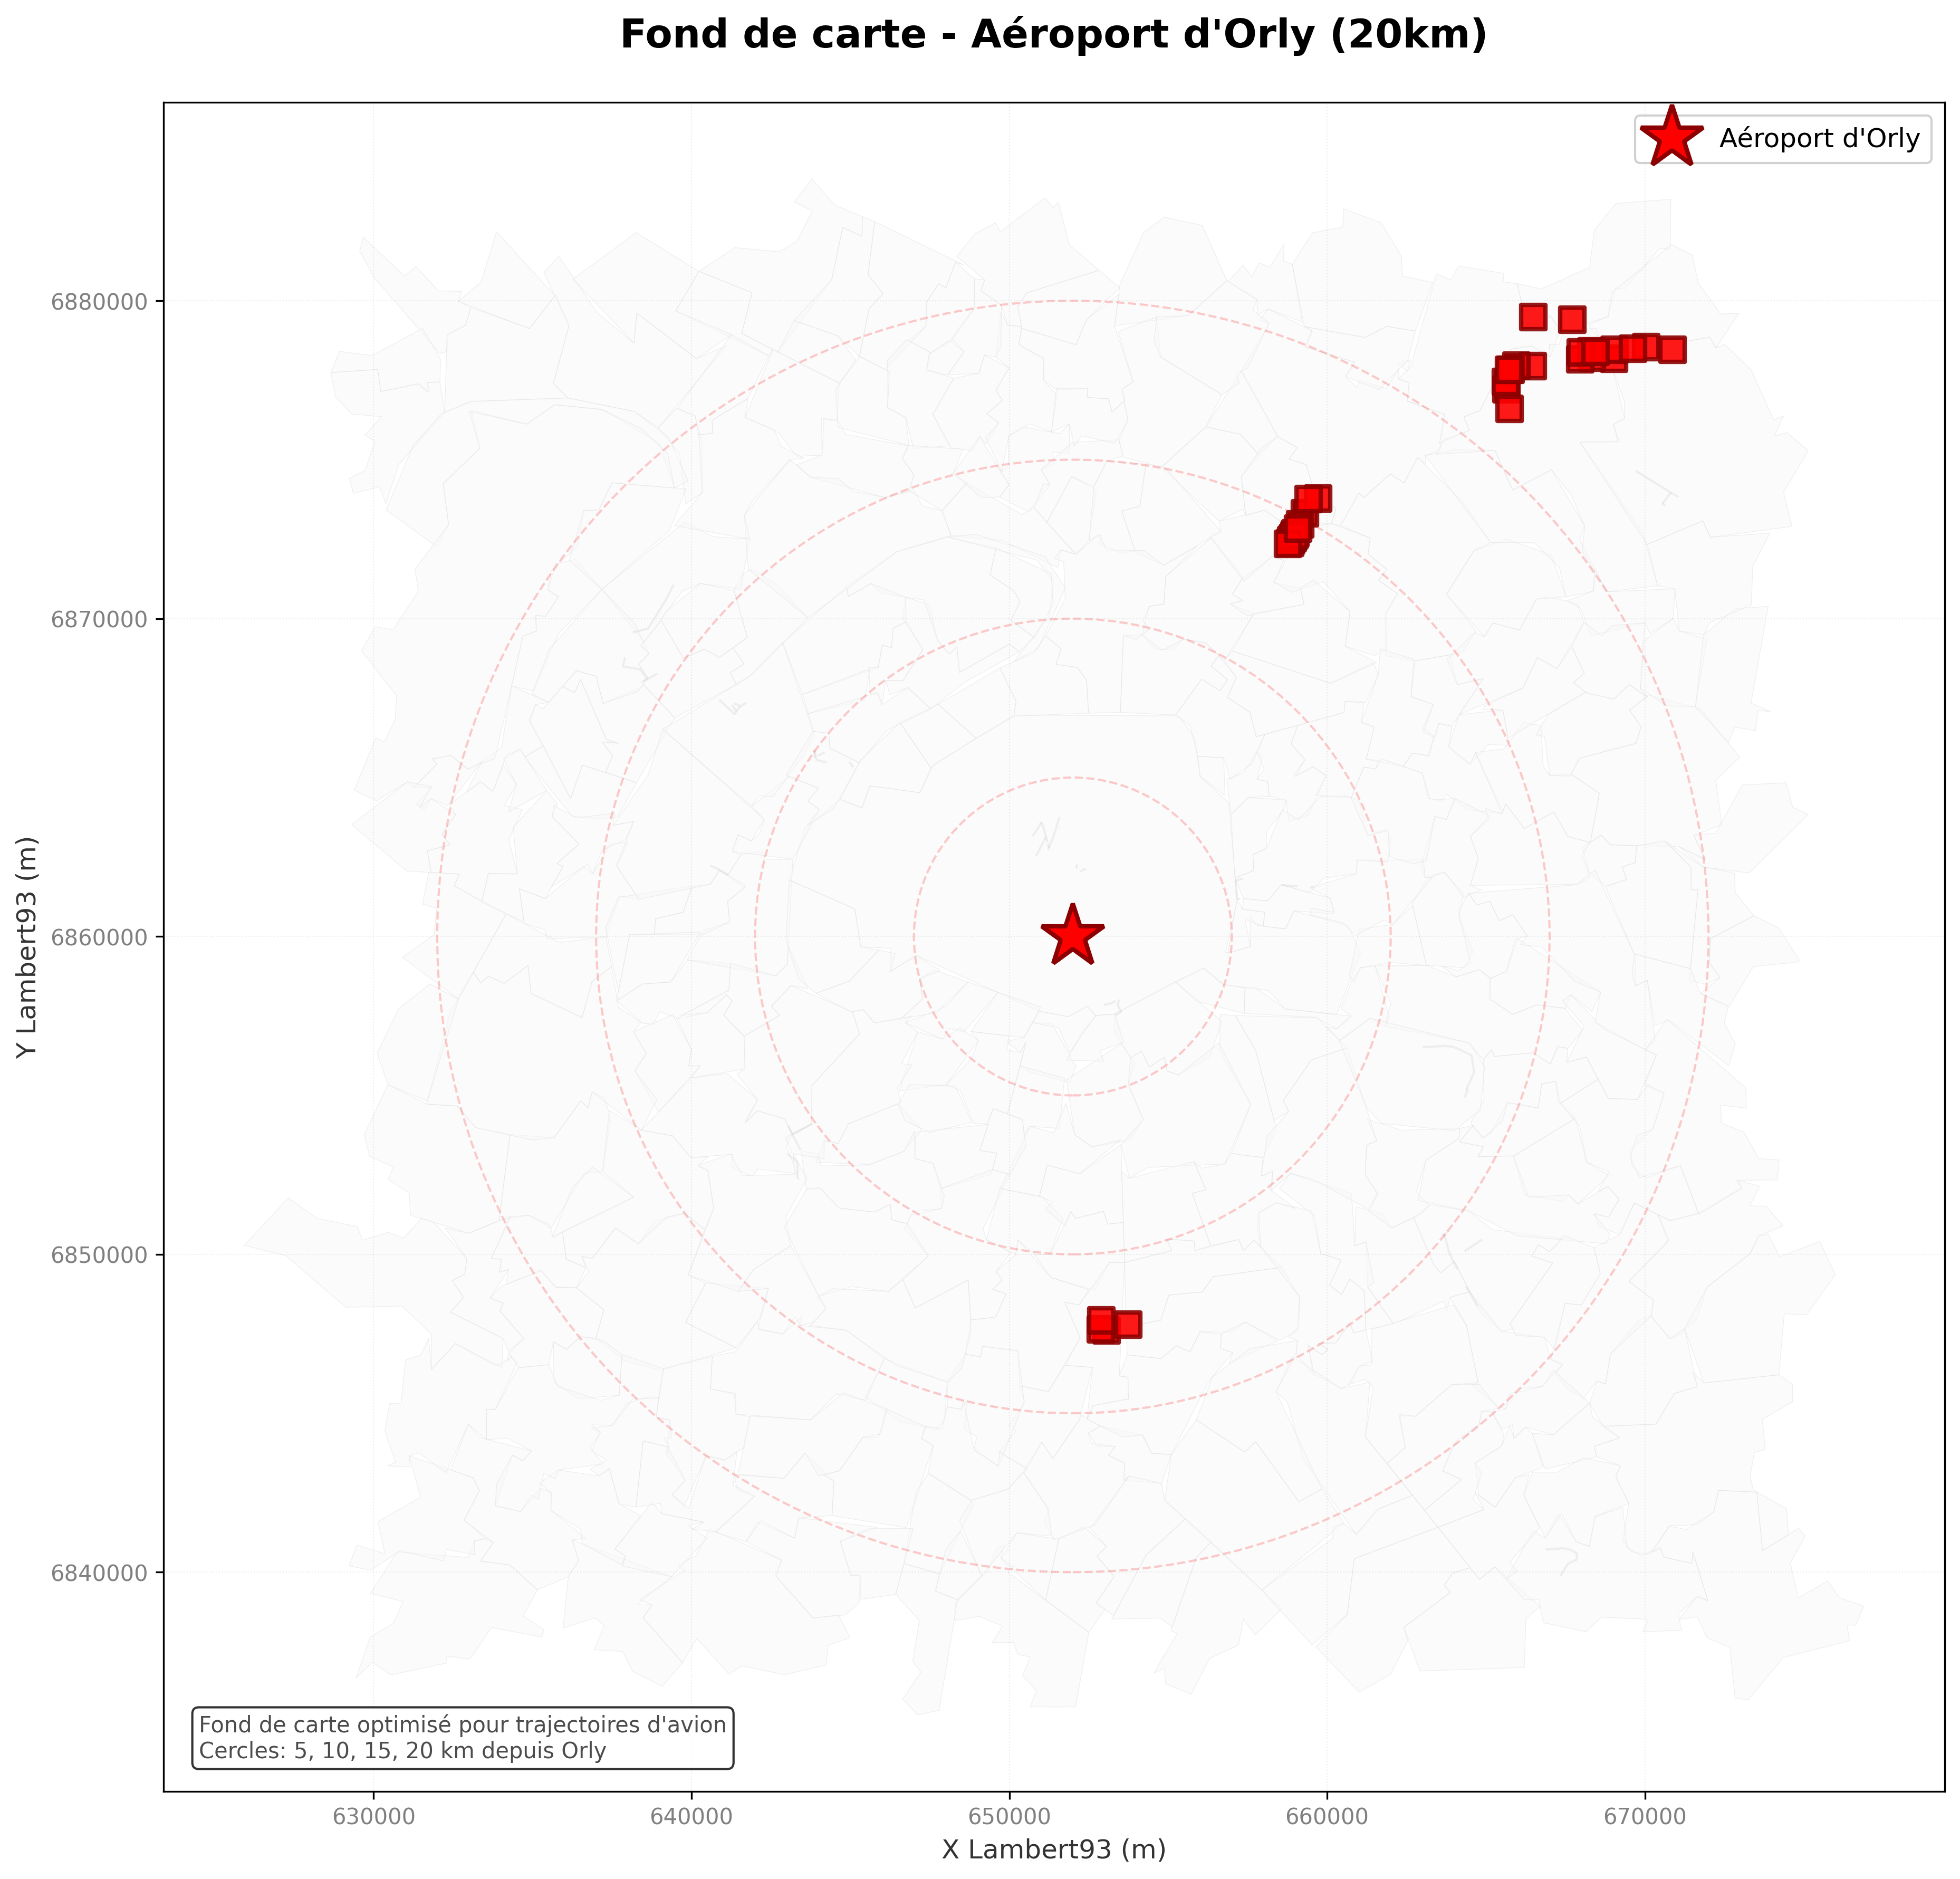 Fond de carte - Aéroport d'Orly (20km)
Aéroport d'Orly
6880000
6870000
6860000
6850000
6840000
Y Lambert93 (m)
Fond de carte optimisé pour trajectoires d'avion
Cercles: 5, 10, 15, 20 km depuis Orly
630000
640000
650000
660000
670000
X Lambert93 (m)